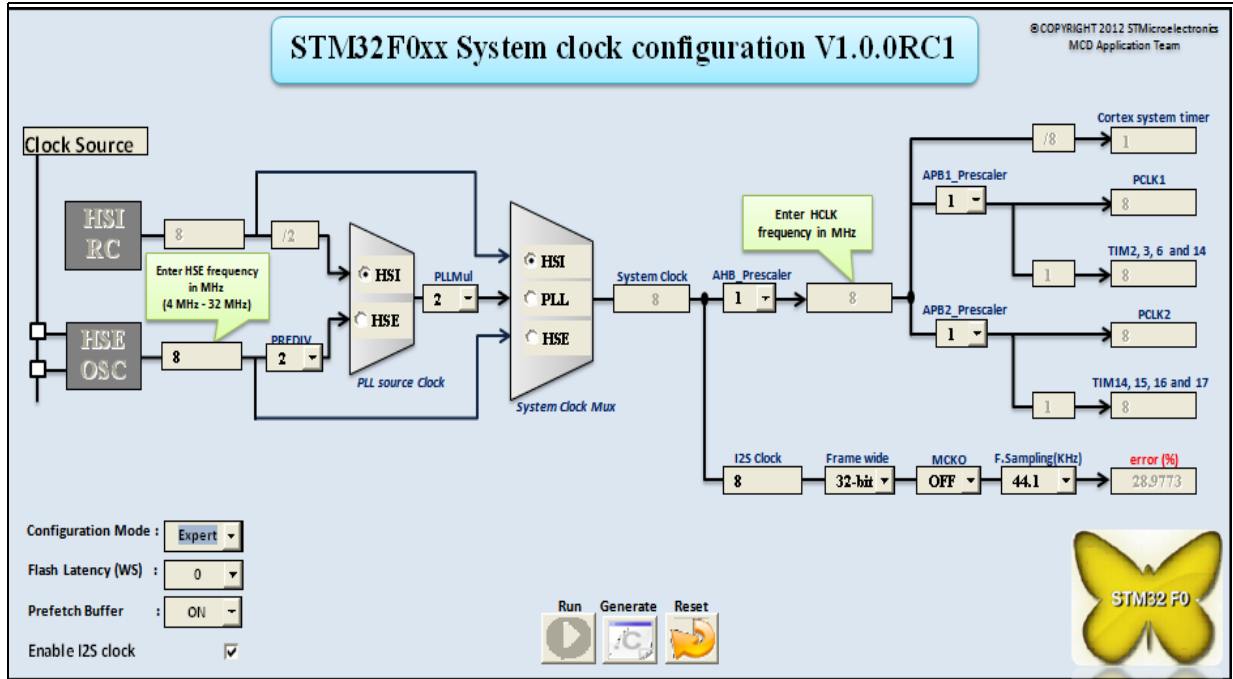 STM32F0xx System clock configuration V1.0.0RC1
©COPYRIGHT 2012 STMicroelectronics
MCD Application Team
Clock Source
HSI
RC
8
/2
Enter HSE frequency
in MHz
(4 MHz - 32 MHz)
HSE
OSC
8
PREDIV
2
HSI
HSE
PLL source Clock
PLLMul
2
HSI
PLL
HSE
System Clock Mux
System Clock
8
AHB_Prescaler
1
Enter HCLK
frequency in MHz
8
/8
Cortex system timer
1
APB1_Prescaler
1
PCLK1
8
TIM2, 3, 6 and 14
1
8
APB2_Prescaler
1
PCLK2
8
TIM14, 15, 16 and 17
1
8
I2S Clock
8
Frame wide
32-bit
MCKO
OFF
F.Sampling(KHz)
44.1
error (%)
28.9773
Configuration Mode :
Expert
Flash Latency (WS) :
0
Prefetch Buffer :
ON
Enable I2S clock
Run
Generate
Reset
.C
STM32 F0